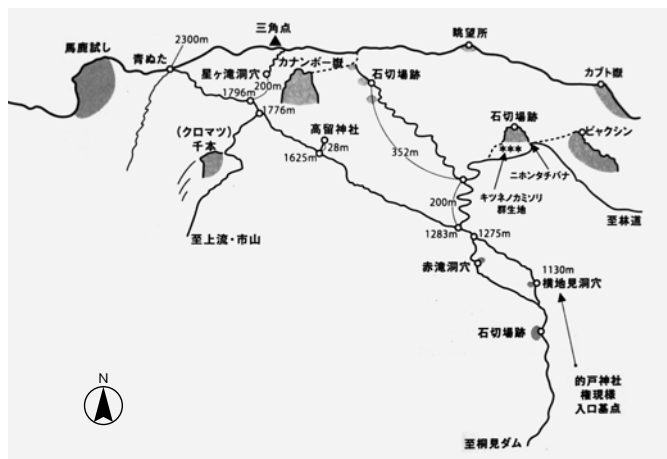 三角点
眺望所
2300m
馬鹿試し
青ぬた
カナンボー嶽
石切場跡
カブト嶽
星ヶ滝洞穴
200m
1796m
1776m
石切場跡
ビャクシン
高留神社
(クロマツ)
千本
28m
1625m
352m
***
ニホンタチバナ
キツネノカミソリ
群生地
200m
至林道
至上流・市山
1283m
1275m
赤滝洞穴
1130m
横地見洞穴
石切場跡
N
的戸神社
権現様
入口基点
至桐見ダム